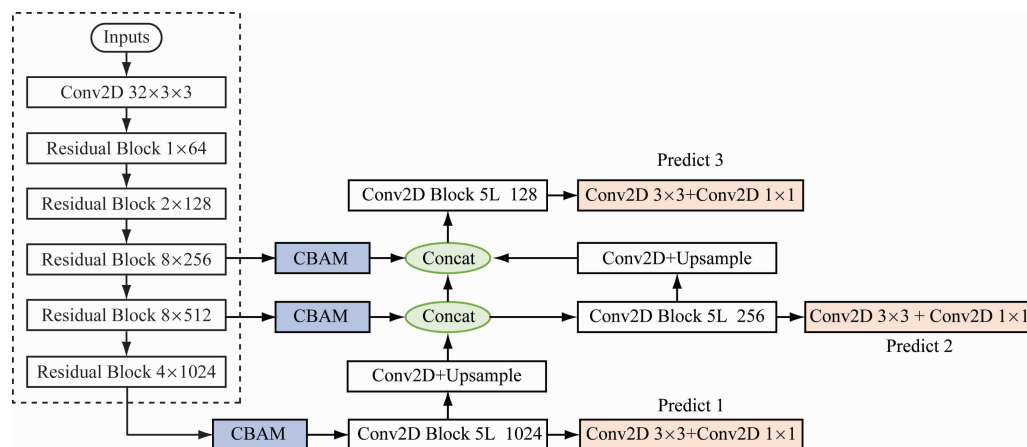 Inputs
Conv2D 32×3×3
Residual Block 1×64
Residual Block 2×128
Residual Block 8×256
Residual Block 8×512
Residual Block 4×1024
Predict 3
Conv2D Block 5L 128
Conv2D 3×3+Conv2D 1×1
CBAM
Concat
Conv2D+Upsample
CBAM
Concat
Conv2D Block 5L 256
Conv2D 3×3 + Conv2D 1×1
Predict 2
Conv2D+Upsample
Predict 1
CBAM
Conv2D Block 5L 1024
Conv2D 3×3+Conv2D 1×1